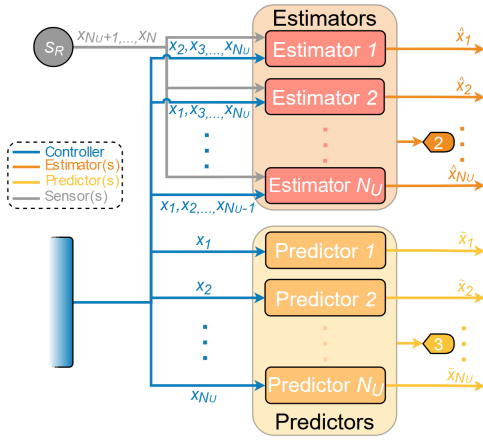 Estimators
S_R
x_{N_U+1},...,x_N
x_2,x_3,...,x_{N_U}
Estimator 1
x̂_1
x_1,x_3,...,x_{N_U}
Estimator 2
x̂_2
2
Controller
Estimator(s)
Predictor(s)
Sensor(s)
Estimator N_U
x̂_{N_U}
x_1,x_2,...,x_{N_U-1}
x_1
Predictor 1
x̃_1
x_2
Predictor 2
x̃_2
3
x_{N_U}
Predictor N_U
x̃_{N_U}
Predictors